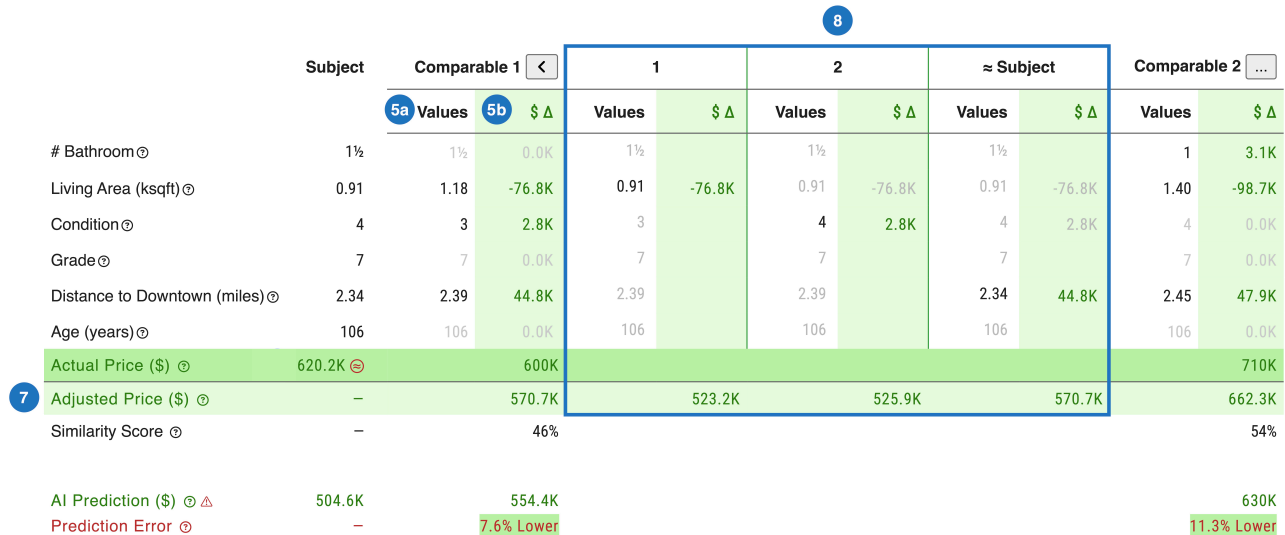 8
Subject Comparable 1 < 1 2 ≈ Subject Comparable 2 ...
5a Values 5b $ Δ Values $ Δ Values $ Δ Values $ Δ Values $ Δ
# Bathroom ? 1½ 1½ 0.0K 1½ 1½ 1½ 1 3.1K
Living Area (ksqft) ? 0.91 1.18 -76.8K 0.91 -76.8K 0.91 -76.8K 0.91 -76.8K 1.40 -98.7K
Condition ? 4 3 2.8K 3 4 2.8K 4 2.8K 4 0.0K
Grade ? 7 7 0.0K 7 7 7 7 0.0K
Distance to Downtown (miles) ? 2.34 2.39 44.8K 2.39 2.39 2.34 44.8K 2.45 47.9K
Age (years) ? 106 106 0.0K 106 106 106 106 0.0K
Actual Price ($) ? 620.2K ≈ 600K 710K
7 Adjusted Price ($) ? – 570.7K 523.2K 525.9K 570.7K 662.3K
Similarity Score ? – 46% 54%
AI Prediction ($) ? ⚠ 504.6K 554.4K 630K
Prediction Error ? – 7.6% Lower 11.3% Lower